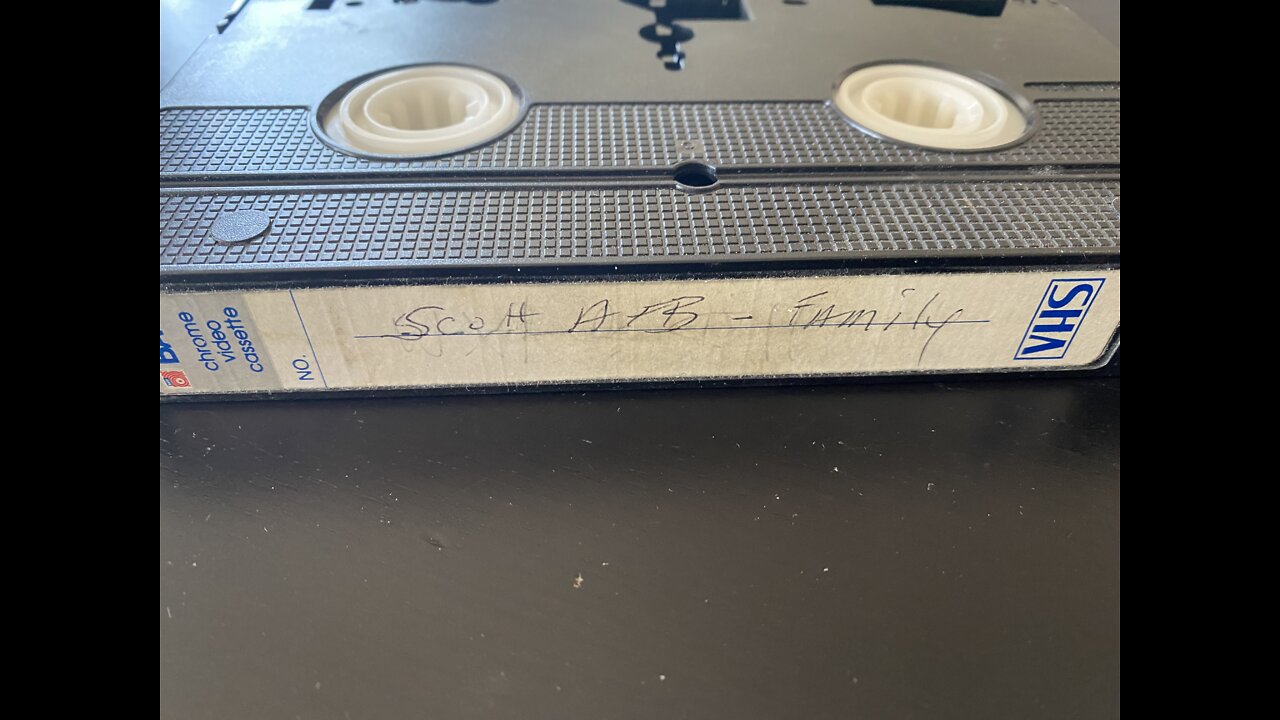 chrome
video
cassette
NO.
Scott AFB - Family
VHS